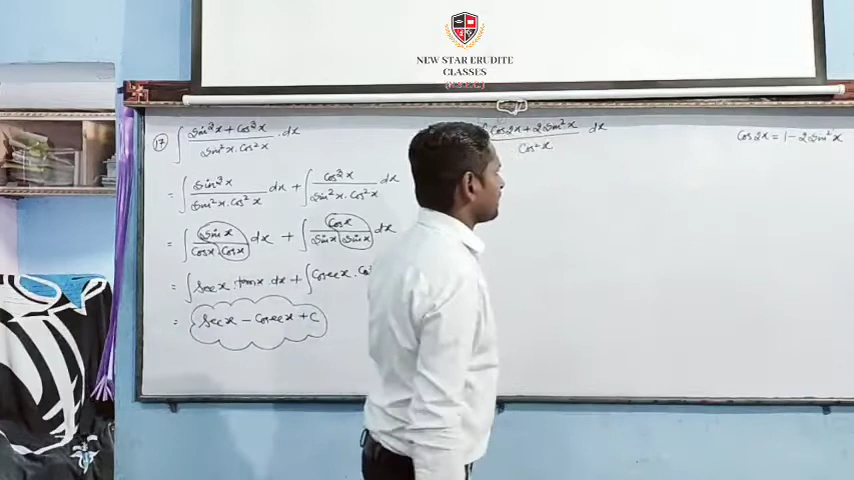 NEW STAR ERUDITE
CLASSES
(N.S.E.C)
17 ∫ Sin³x + Cos³x / Sin²x · Cos²x · dx
= ∫ Sin³x / Sin²x · Cos²x dx + ∫ Cos³x / Sin²x · Cos²x dx
= ∫ Sinx / Cosx · Cosx dx + ∫ Cosx / Sinx · Sinx dx
= ∫ Secx · tanx · dx + ∫ Cosecx ·
= Secx − Cosecx + C
Cos2x + 2Sin²x / Cos²x dx
Cos2x = 1 − 2Sin²x